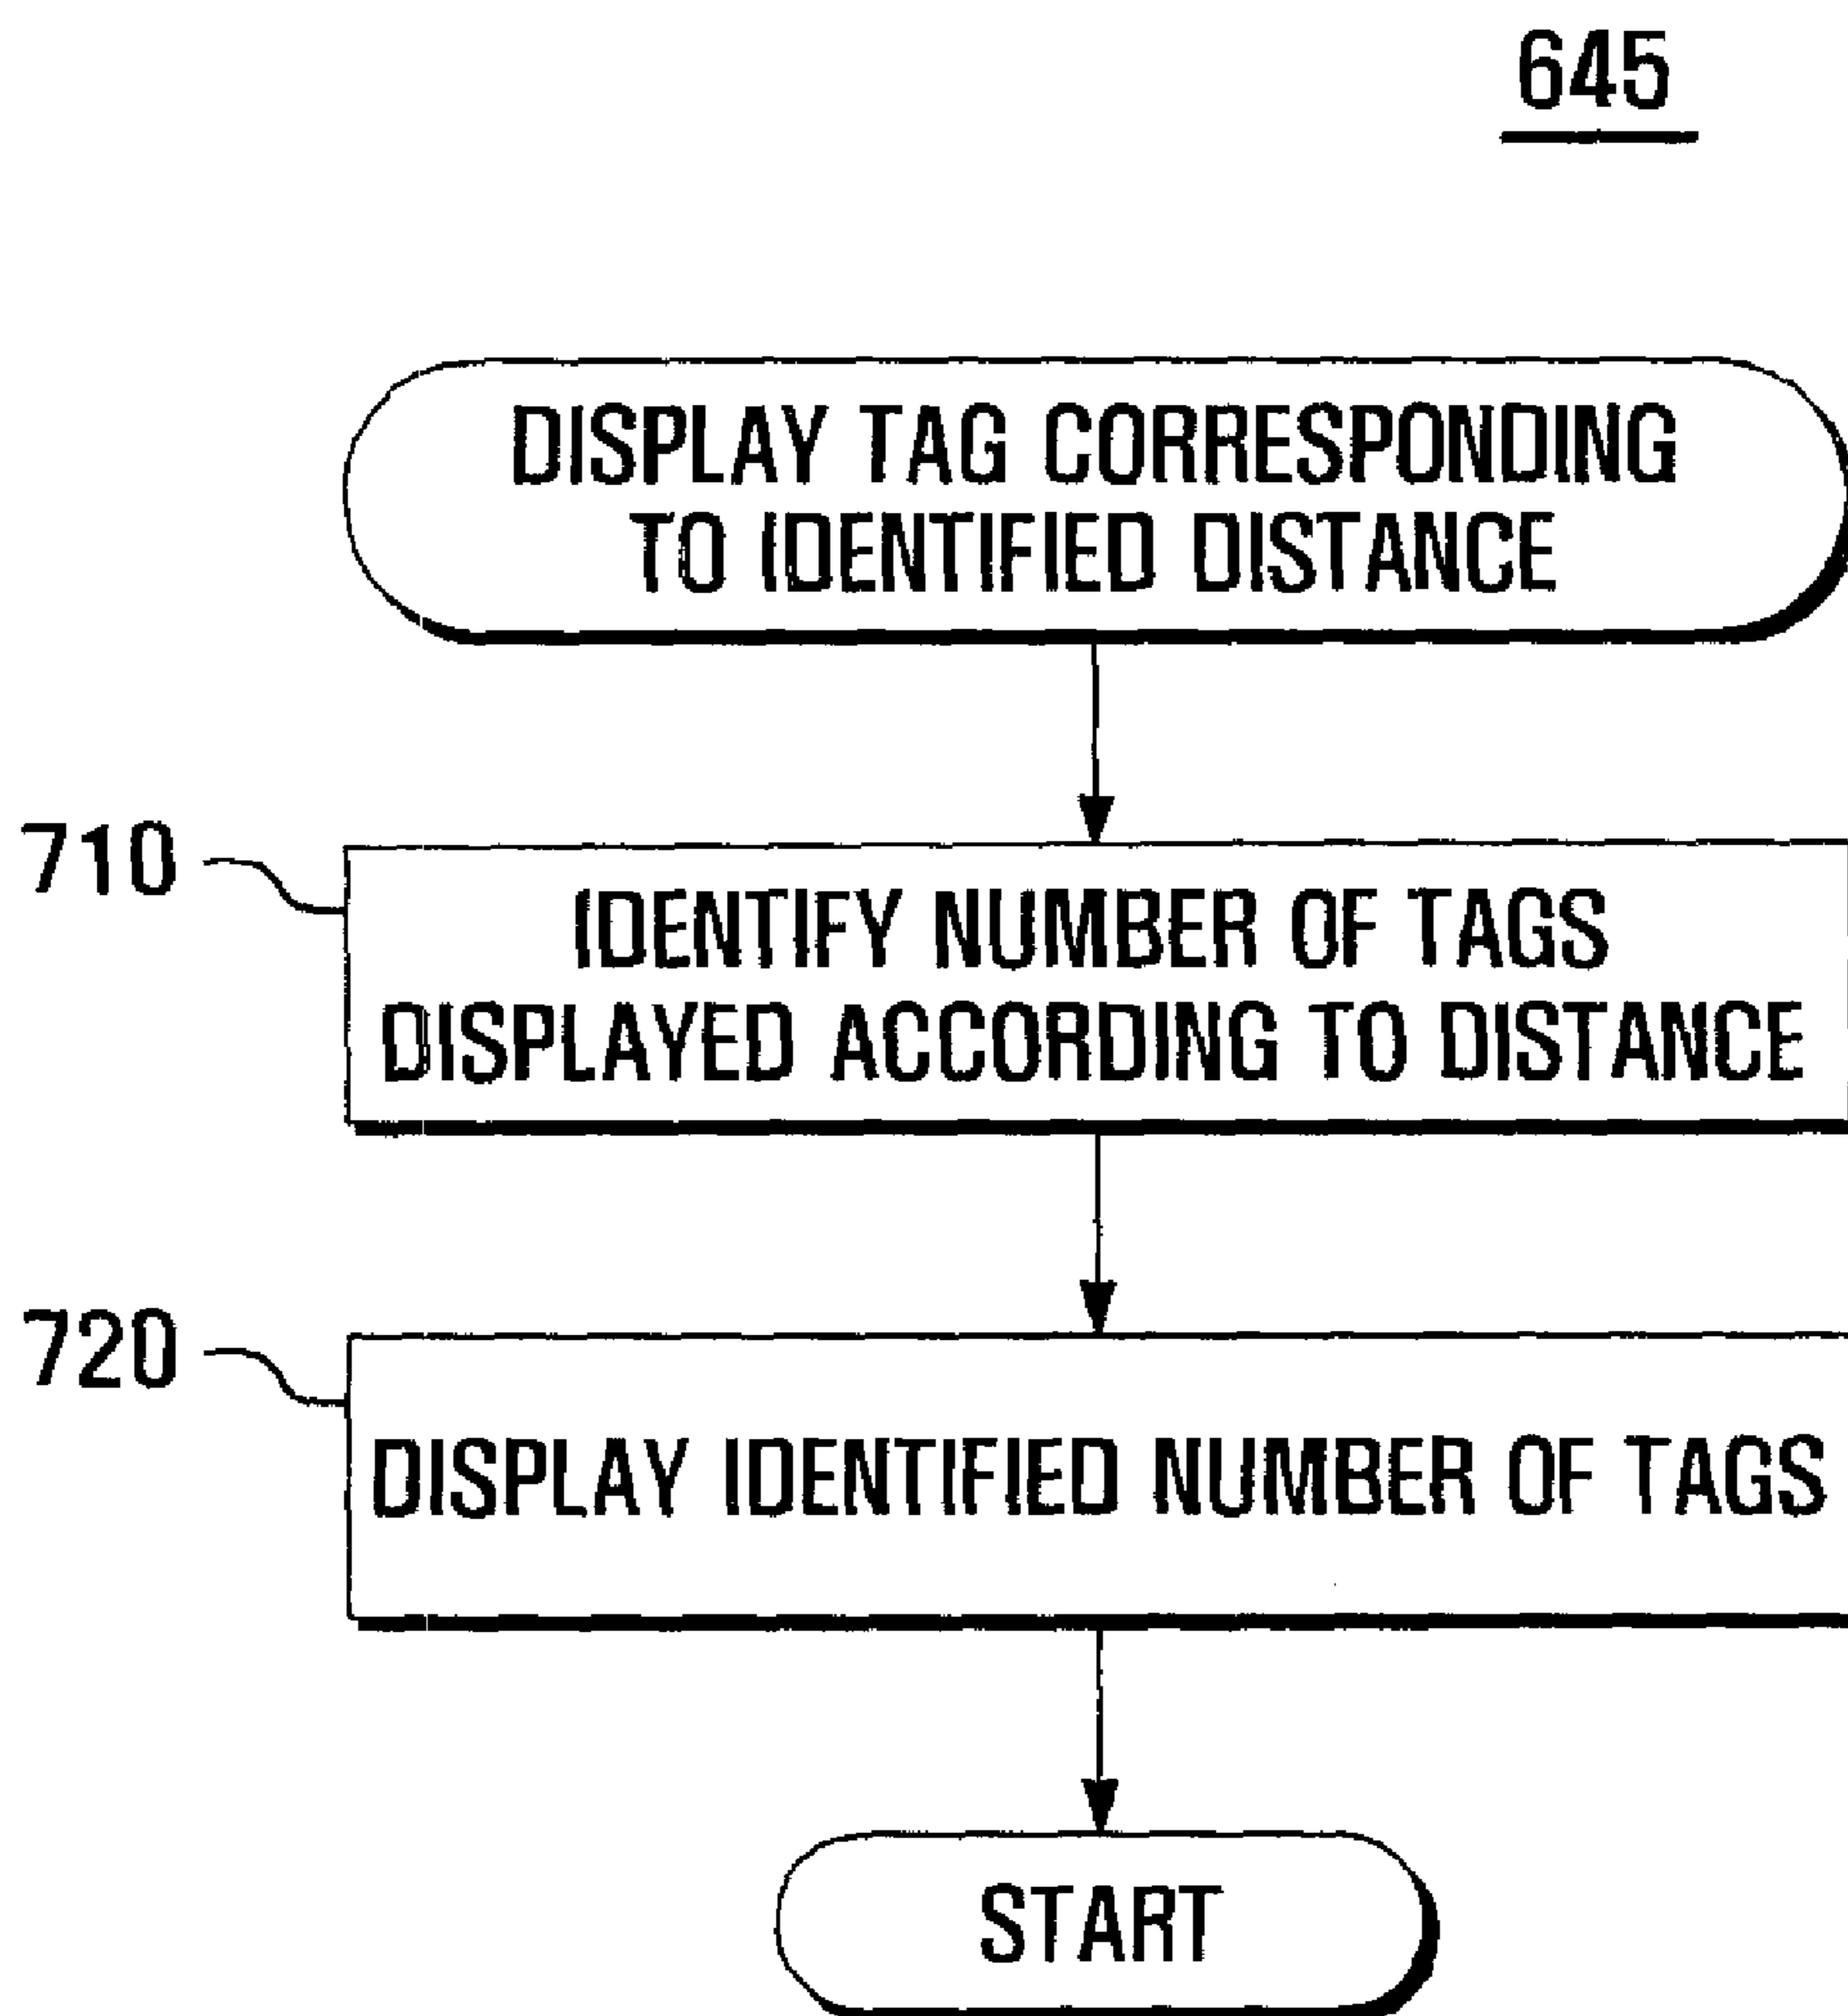 645
DISPLAY TAG CORRESPONDING
TO IDENTIFIED DISTANCE
710
IDENTIFY NUMBER OF TAGS
DISPLAYED ACCORDING TO DISTANCE
720
DISPLAY IDENTIFIED NUMBER OF TAGS
START